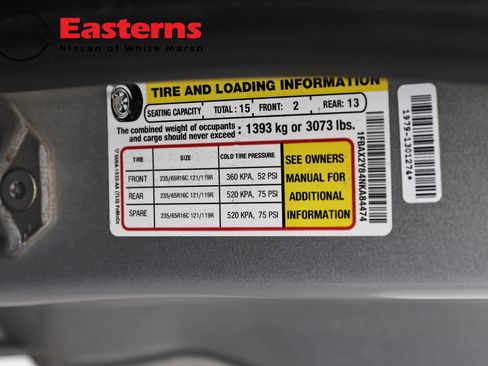 Easterns
Nissan of White Marsh
TIRE AND LOADING INFORMATION
SEATING CAPACITY TOTAL: 15 FRONT: 2 REAR: 13
The combined weight of occupants
and cargo should never exceed : 1393 kg or 3073 lbs.
TIRE SIZE COLD TIRE PRESSURE
FRONT 235/65R16C 121/119R 360 KPA, 52 PSI
REAR 235/65R16C 121/119R 520 KPA, 75 PSI
SPARE 235/65R16C 121/119R 520 KPA, 75 PSI
SEE OWNERS
MANUAL FOR
ADDITIONAL
INFORMATION
1FBAX2Y84NKA84474
1979-1301274*